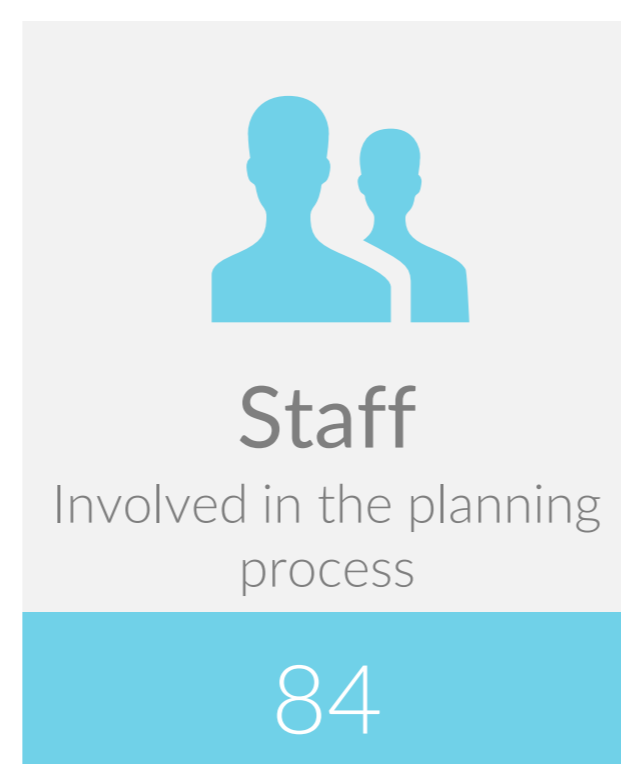 Staff
Involved in the planning
process
84